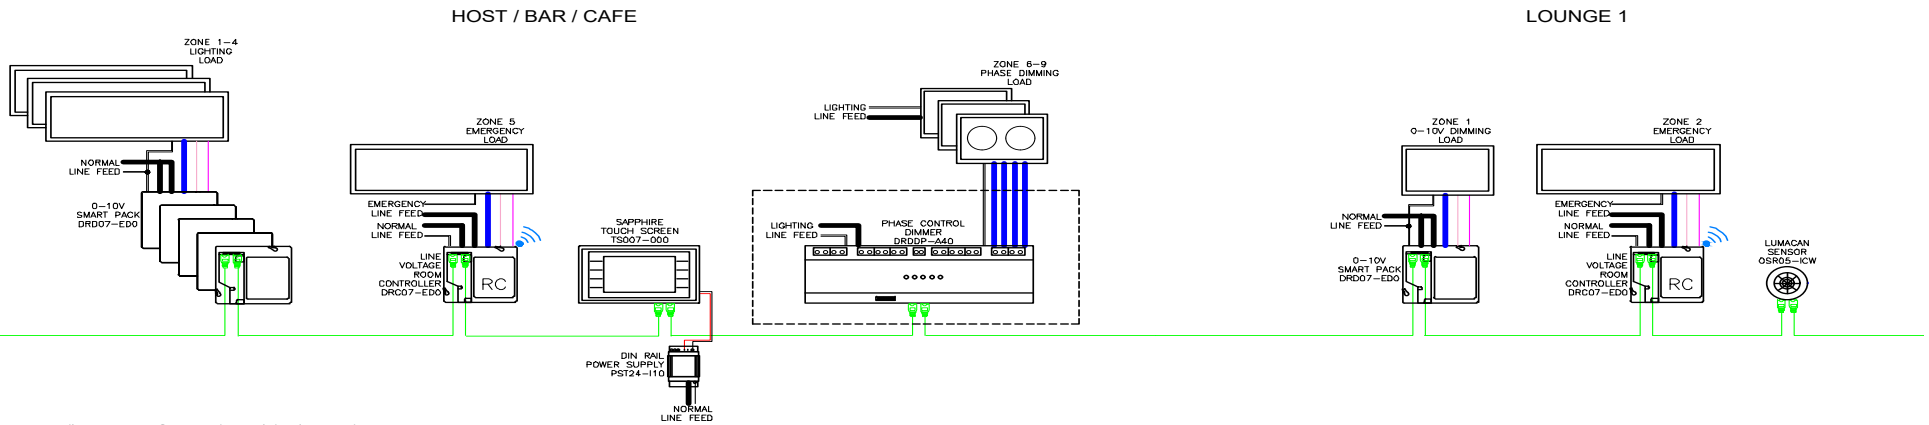 HOST / BAR / CAFE
LOUNGE 1
ZONE 1-4
LIGHTING
LOAD
NORMAL
LINE FEED
0-10V
SMART PACK
DRD07-ED0
ZONE 5
EMERGENCY
LOAD
EMERGENCY
LINE FEED
NORMAL
LINE FEED
LINE
VOLTAGE
ROOM
CONTROLLER
DRC07-ED0
RC
SAPPHIRE
TOUCH SCREEN
TS007-000
DIN RAIL
POWER SUPPLY
PST24-I10
NORMAL
LINE FEED
ZONE 6-9
PHASE DIMMING
LOAD
LIGHTING
LINE FEED
LIGHTING
LINE FEED
PHASE CONTROL
DIMMER
DRDDP-A40
ZONE 1
0-10V DIMMING
LOAD
NORMAL
LINE FEED
0-10V
SMART PACK
DRD07-ED0
ZONE 2
EMERGENCY
LOAD
EMERGENCY
LINE FEED
NORMAL
LINE FEED
LINE
VOLTAGE
ROOM
CONTROLLER
DRC07-ED0
RC
LUMACAN
SENSOR
OSR05-ICW